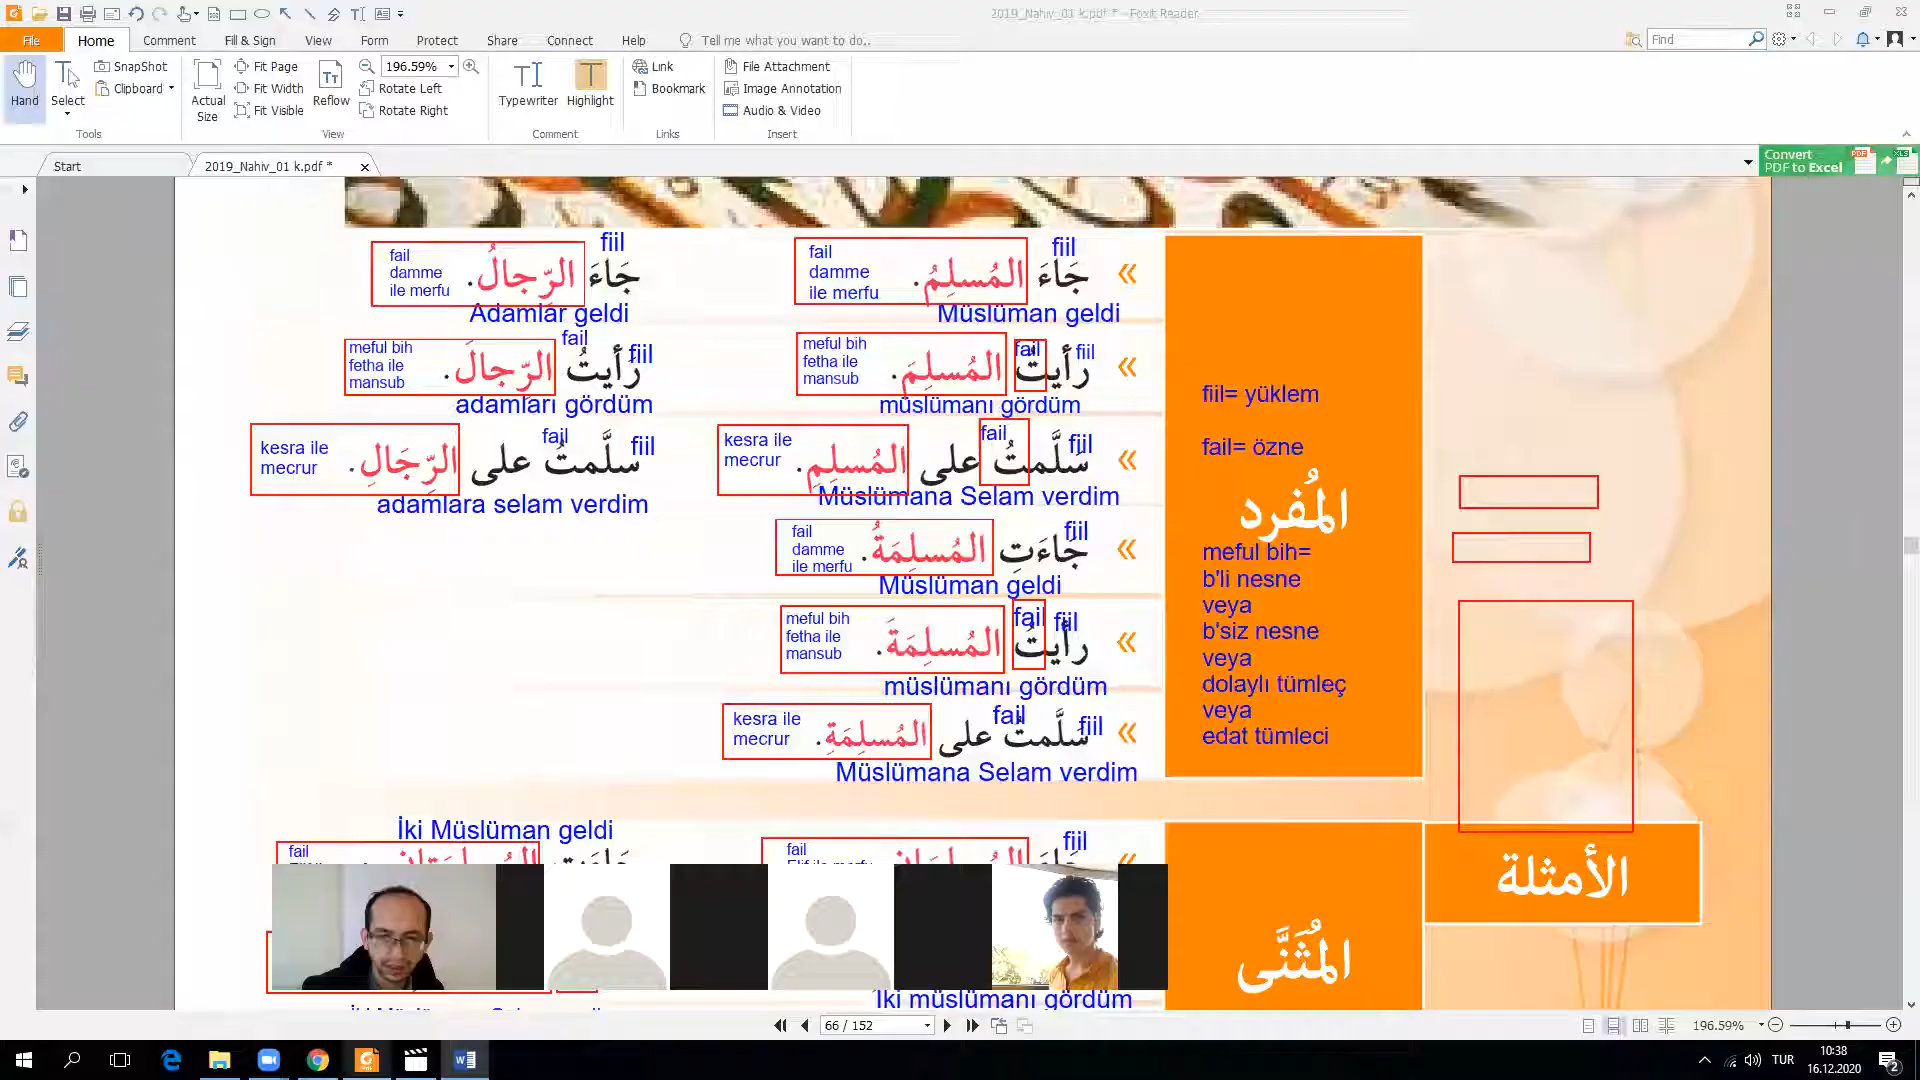 2019_Nahiv_01 k.pdf * - Foxit Reader
File Home Comment Fill & Sign View Form Protect Share Connect Help Tell me what you want to do.. Find
Hand
Select
SnapShot
Clipboard
Actual Size
Fit Page
Fit Width
Fit Visible
Reflow
196.59%
Rotate Left
Rotate Right
Typewriter
Highlight
Link
Bookmark
File Attachment
Image Annotation
Audio & Video
Tools View Comment Links Insert
Start 2019_Nahiv_01 k.pdf *
Convert
PDF to Excel
fiil
fail
damme
ile merfu
جَاءَ المُسلِمُ.
Müslüman geldi
fiil
fail
damme
ile merfu
جَاءَ الرِّجالُ.
Adamlar geldi
fiil
fail
meful bih
fetha ile
mansub
رأيتُ المُسلِمَ.
müslümanı gördüm
fiil
fail
meful bih
fetha ile
mansub
رأيتُ الرِّجالَ.
adamları gördüm
fiil
fail
kesra ile
mecrur
سَلَّمتُ على المُسلِمِ.
Müslümana Selam verdim
fiil
fail
kesra ile
mecrur
سلَّمتُ على الرِّجَالِ.
adamlara selam verdim
fiil
fail
damme
ile merfu
جَاءَتِ المُسلِمَةُ.
Müslüman geldi
fiil
fail
meful bih
fetha ile
mansub
رأيتُ المُسلِمَةَ.
müslümanı gördüm
fiil
fail
kesra ile
mecrur
سَلَّمتُ على المُسلِمَةِ.
Müslümana Selam verdim
fiil= yüklem
fail= özne
المُفرد
meful bih=
b'li nesne
veya
b'siz nesne
veya
dolaylı tümleç
veya
edat tümleci
İki Müslüman geldi
fiil
fail
fail
الأمثلة
المُثَنَّى
İki müslümanı gördüm
66 / 152
196.59%
TUR
10:38
16.12.2020
2